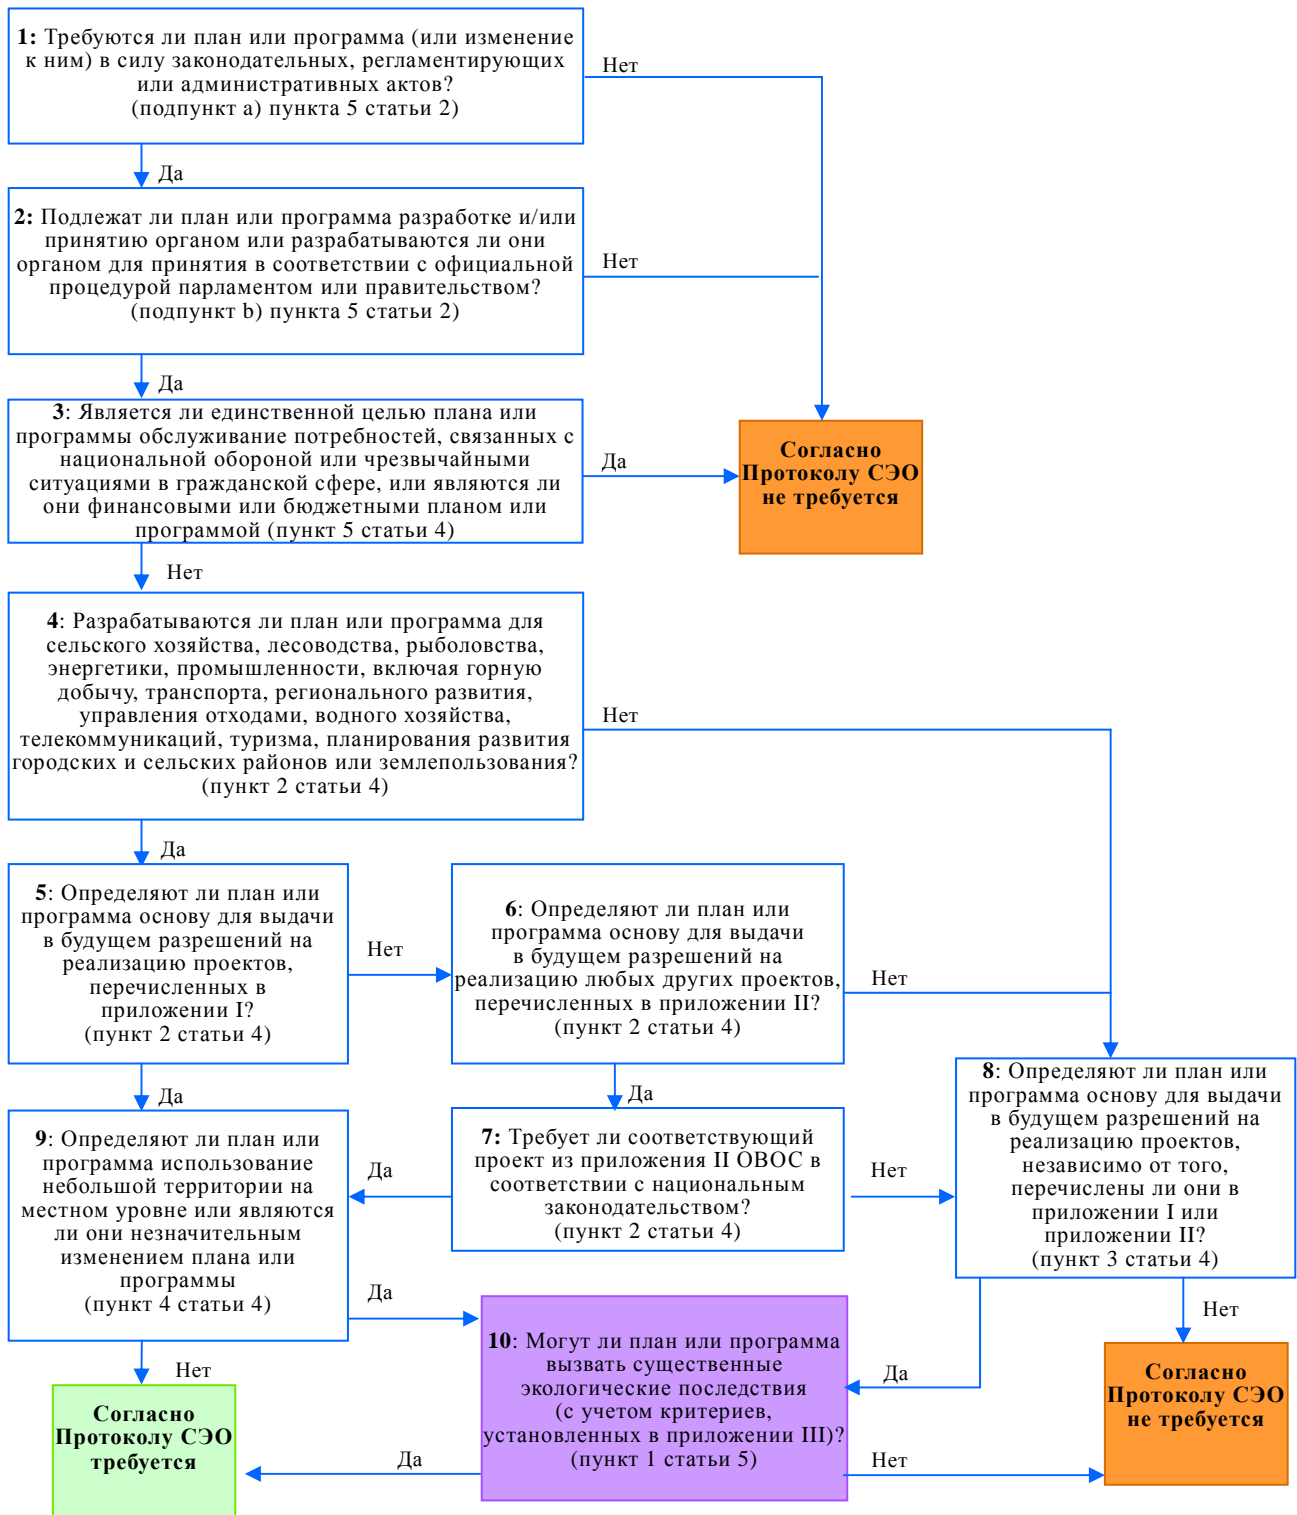 1: Требуются ли план или программа (или изменение
к ним) в силу законодательных, регламентирующих
или административных актов?
(подпункт a) пункта 5 статьи 2)
Нет
Да
2: Подлежат ли план или программа разработке и/или
принятию органом или разрабатываются ли они
органом для принятия в соответствии с официальной
процедурой парламентом или правительством?
(подпункт b) пункта 5 статьи 2)
Нет
Да
3: Является ли единственной целью плана или
программы обслуживание потребностей, связанных с
национальной обороной или чрезвычайными
ситуациями в гражданской сфере, или являются ли
они финансовыми или бюджетными планом или
программой (пункт 5 статьи 4)
Да
Согласно
Протоколу СЭО
не требуется
Нет
4: Разрабатываются ли план или программа для
сельского хозяйства, лесоводства, рыболовства,
энергетики, промышленности, включая горную
добычу, транспорта, регионального развития,
управления отходами, водного хозяйства,
телекоммуникаций, туризма, планирования развития
городских и сельских районов или землепользования?
(пункт 2 статьи 4)
Нет
Да
5: Определяют ли план или
программа основу для выдачи
в будущем разрешений на
реализацию проектов,
перечисленных в
приложении I?
(пункт 2 статьи 4)
Нет
6: Определяют ли план или
программа основу для выдачи
в будущем разрешений на
реализацию любых других проектов,
перечисленных в приложении II?
(пункт 2 статьи 4)
Нет
Да
Да
7: Требует ли соответствующий
проект из приложения II ОВОС в
соответствии с национальным
законодательством?
(пункт 2 статьи 4)
Да
Нет
8: Определяют ли план или
программа основу для выдачи
в будущем разрешений на
реализацию проектов,
независимо от того,
перечислены ли они в
приложении I или
приложении II?
(пункт 3 статьи 4)
9: Определяют ли план или
программа использование
небольшой территории на
местном уровне или являются
ли они незначительным
изменением плана или
программы
(пункт 4 статьи 4)
Да
Нет
10: Могут ли план или программа
вызвать существенные
экологические последствия
(с учетом критериев,
установленных в приложении III)?
(пункт 1 статьи 5)
Да
Нет
Согласно
Протоколу СЭО
не требуется
Нет
Согласно
Протоколу СЭО
требуется
Да